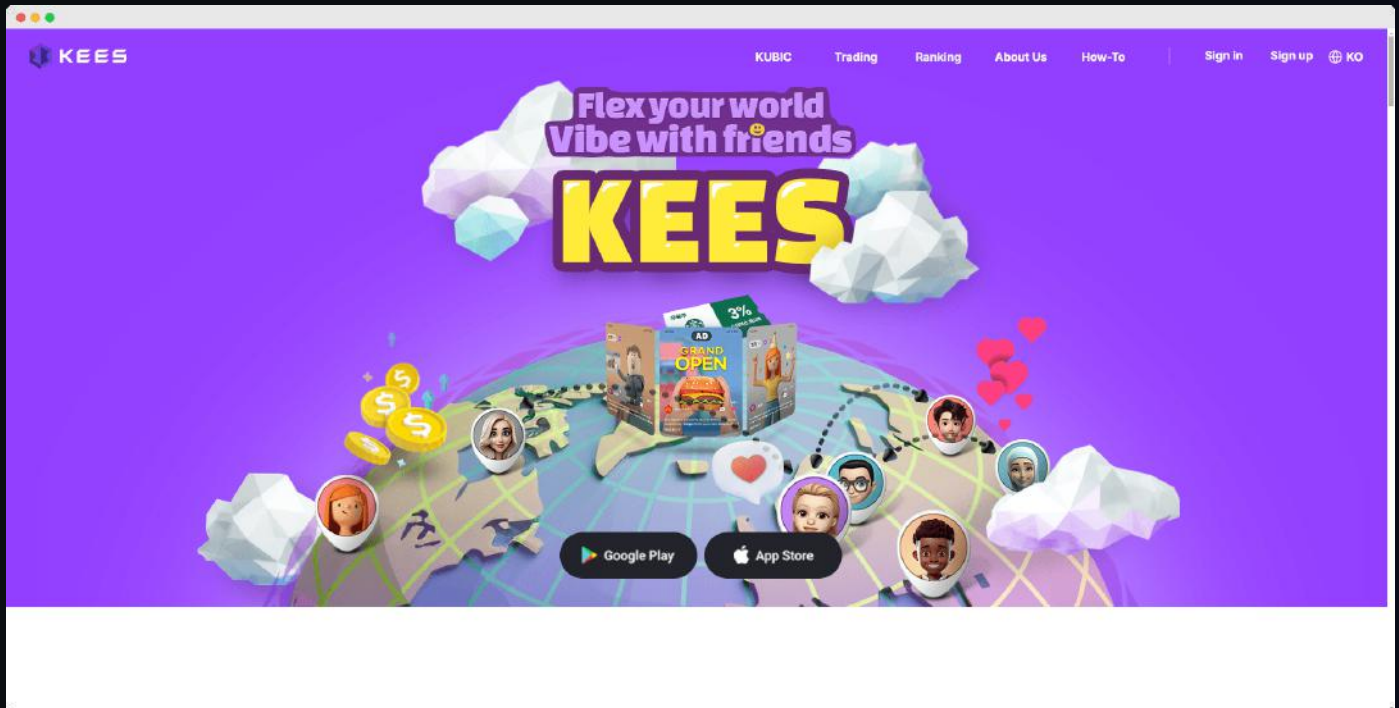 KEES
KUBIC
Trading
Ranking
About Us
How-To
Sign in
Sign up
KO
Flex your world
Vibe with friends
KEES
3%
AD
GRAND
OPEN
Google Play
App Store